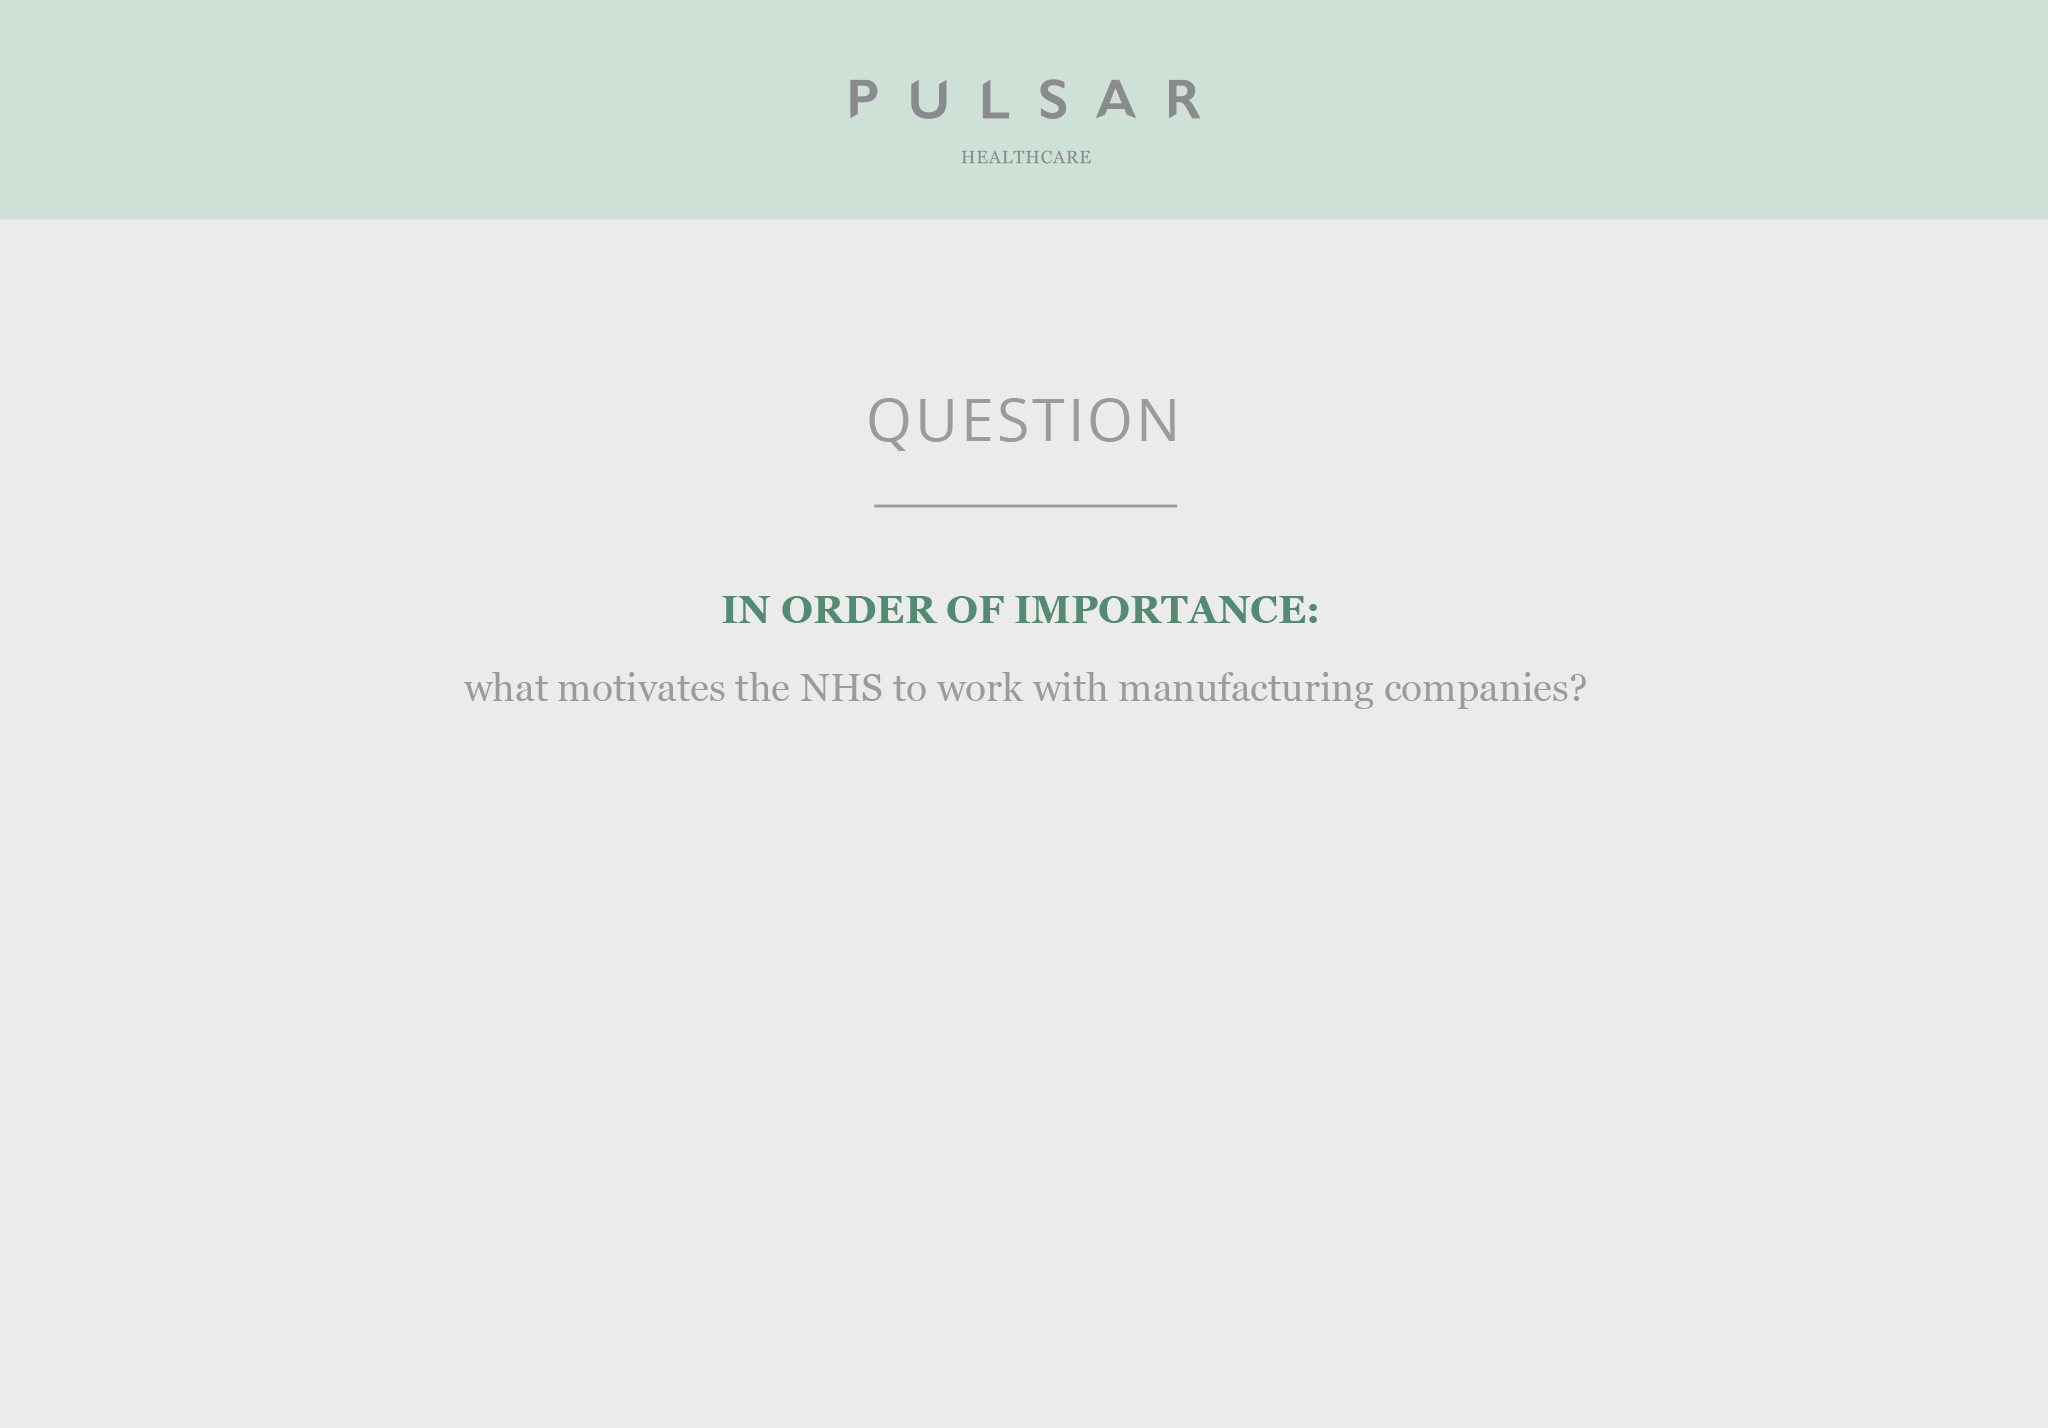 PULSAR
HEALTHCARE
QUESTION
IN ORDER OF IMPORTANCE:
what motivates the NHS to work with manufacturing companies?